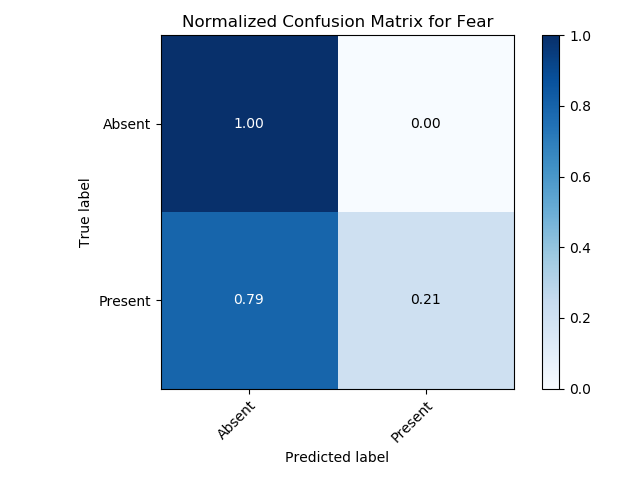 Normalized Confusion Matrix for Fear
True label
Absent
1.00
0.00
Present
0.79
0.21
Absent
Present
Predicted label
1.0
0.8
0.6
0.4
0.2
0.0